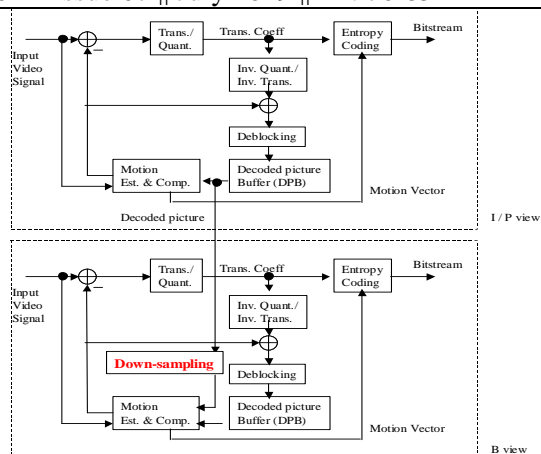 Trans./
Quant.
Trans. Coeff
Entropy
Coding
Bitstream
Input
Video
Signal
Inv. Quant./
Inv. Trans.
Deblocking
Motion
Est. & Comp.
Decoded picture
Buffer (DPB)
Motion Vector
Decoded picture
I / P view
Trans./
Quant.
Trans. Coeff
Entropy
Coding
Bitstream
Input
Video
Signal
Inv. Quant./
Inv. Trans.
Down-sampling
Deblocking
Motion
Est. & Comp.
Decoded picture
Buffer (DPB)
Motion Vector
B view